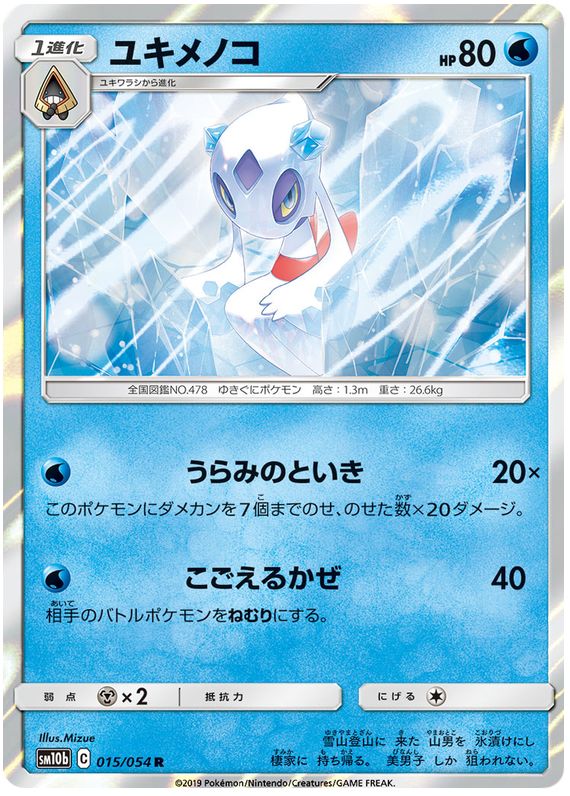 1進化
ユキメノコ
HP80
ユキワラシから進化
全国図鑑NO.478 ゆきぐにポケモン 高さ：1.3m 重さ：26.6kg
うらみのといき 20×
このポケモンにダメカンを7個までのせ、のせた数×20ダメージ。
こごえるかぜ 40
相手のバトルポケモンをねむりにする。
弱点 ×2 抵抗力 にげる
Illus.Mizue
sm10b C 015/054 R
雪山登山に 来た 山男を 氷漬けにし
棲家に 持ち帰る。 美男子 しか 狙われない。
©2019 Pokémon/Nintendo/Creatures/GAME FREAK.